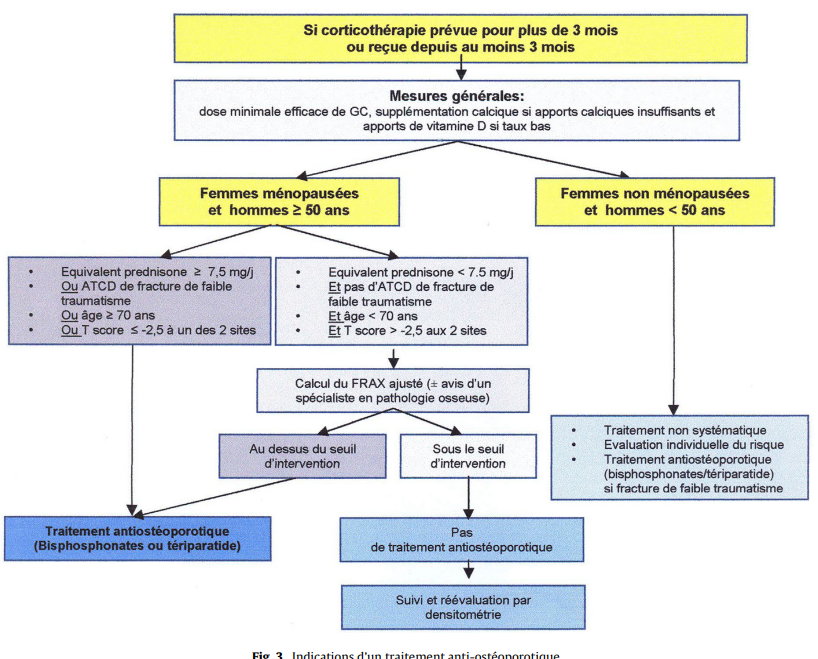 Si corticothérapie prévue pour plus de 3 mois
ou reçue depuis au moins 3 mois
Mesures générales:
dose minimale efficace de GC, supplémentation calcique si apports calciques insuffisants et
apports de vitamine D si taux bas
Femmes ménopausées
et hommes ≥ 50 ans
Femmes non ménopausées
et hommes < 50 ans
• Equivalent prednisone ≥ 7,5 mg/j
• Ou ATCD de fracture de faible
traumatisme
• Ou âge ≥ 70 ans
• Ou T score ≤ -2,5 à un des 2 sites
• Equivalent prednisone < 7.5 mg/j
• Et pas d'ATCD de fracture de
faible traumatisme
• Et âge < 70 ans
• Et T score > -2,5 aux 2 sites
Calcul du FRAX ajusté (± avis d'un
spécialiste en pathologie osseuse)
Au dessus du seuil
d'intervention
Sous le seuil
d'intervention
• Traitement non systématique
• Evaluation individuelle du risque
• Traitement antiostéoporotique
(bisphosphonates/tériparatide)
si fracture de faible traumatisme
Traitement antiostéoporotique
(Bisphosphonates ou tériparatide)
Pas
de traitement antiostéoporotique
Suivi et réévaluation par
densitométrie
Fig. 3. Indications d'un traitement anti-ostéoporotique